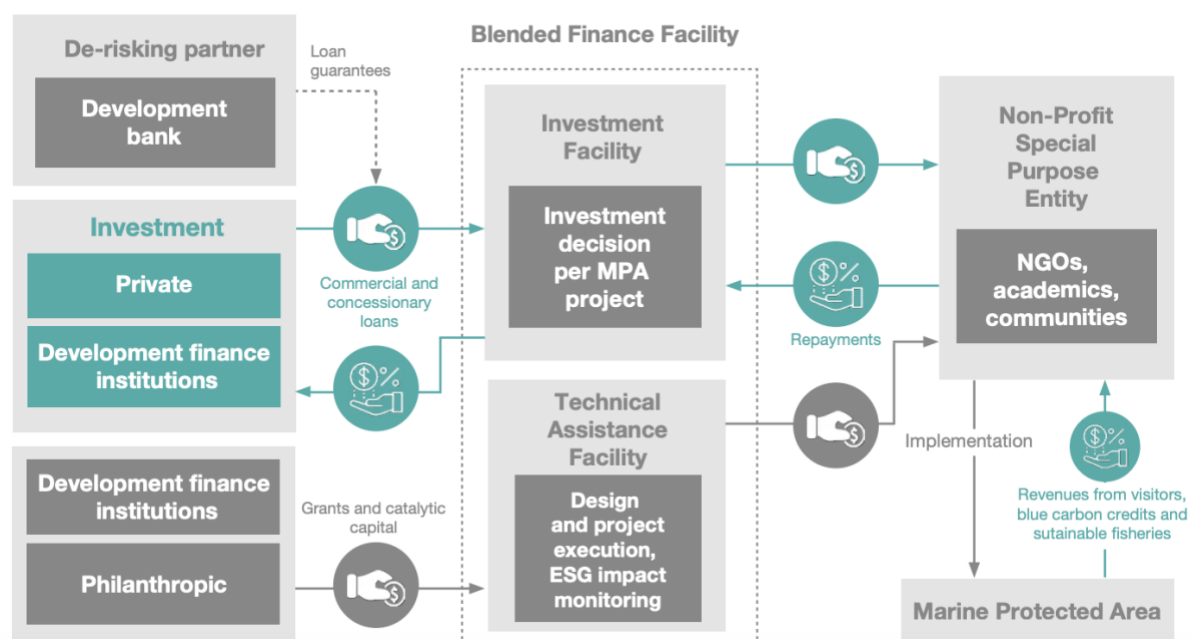 De-risking partner
Development
bank
Loan
guarantees
Blended Finance Facility
Investment
Private
Development finance
institutions
Commercial and
concessionary
loans
Investment
Facility
Investment
decision
per MPA
project
Repayments
Non-Profit
Special
Purpose
Entity
NGOs,
academics,
communities
Development finance
institutions
Philanthropic
Grants and catalytic
capital
Technical
Assistance
Facility
Design
and project
execution,
ESG impact
monitoring
Implementation
Revenues from visitors,
blue carbon credits and
sutainable fisheries
Marine Protected Area